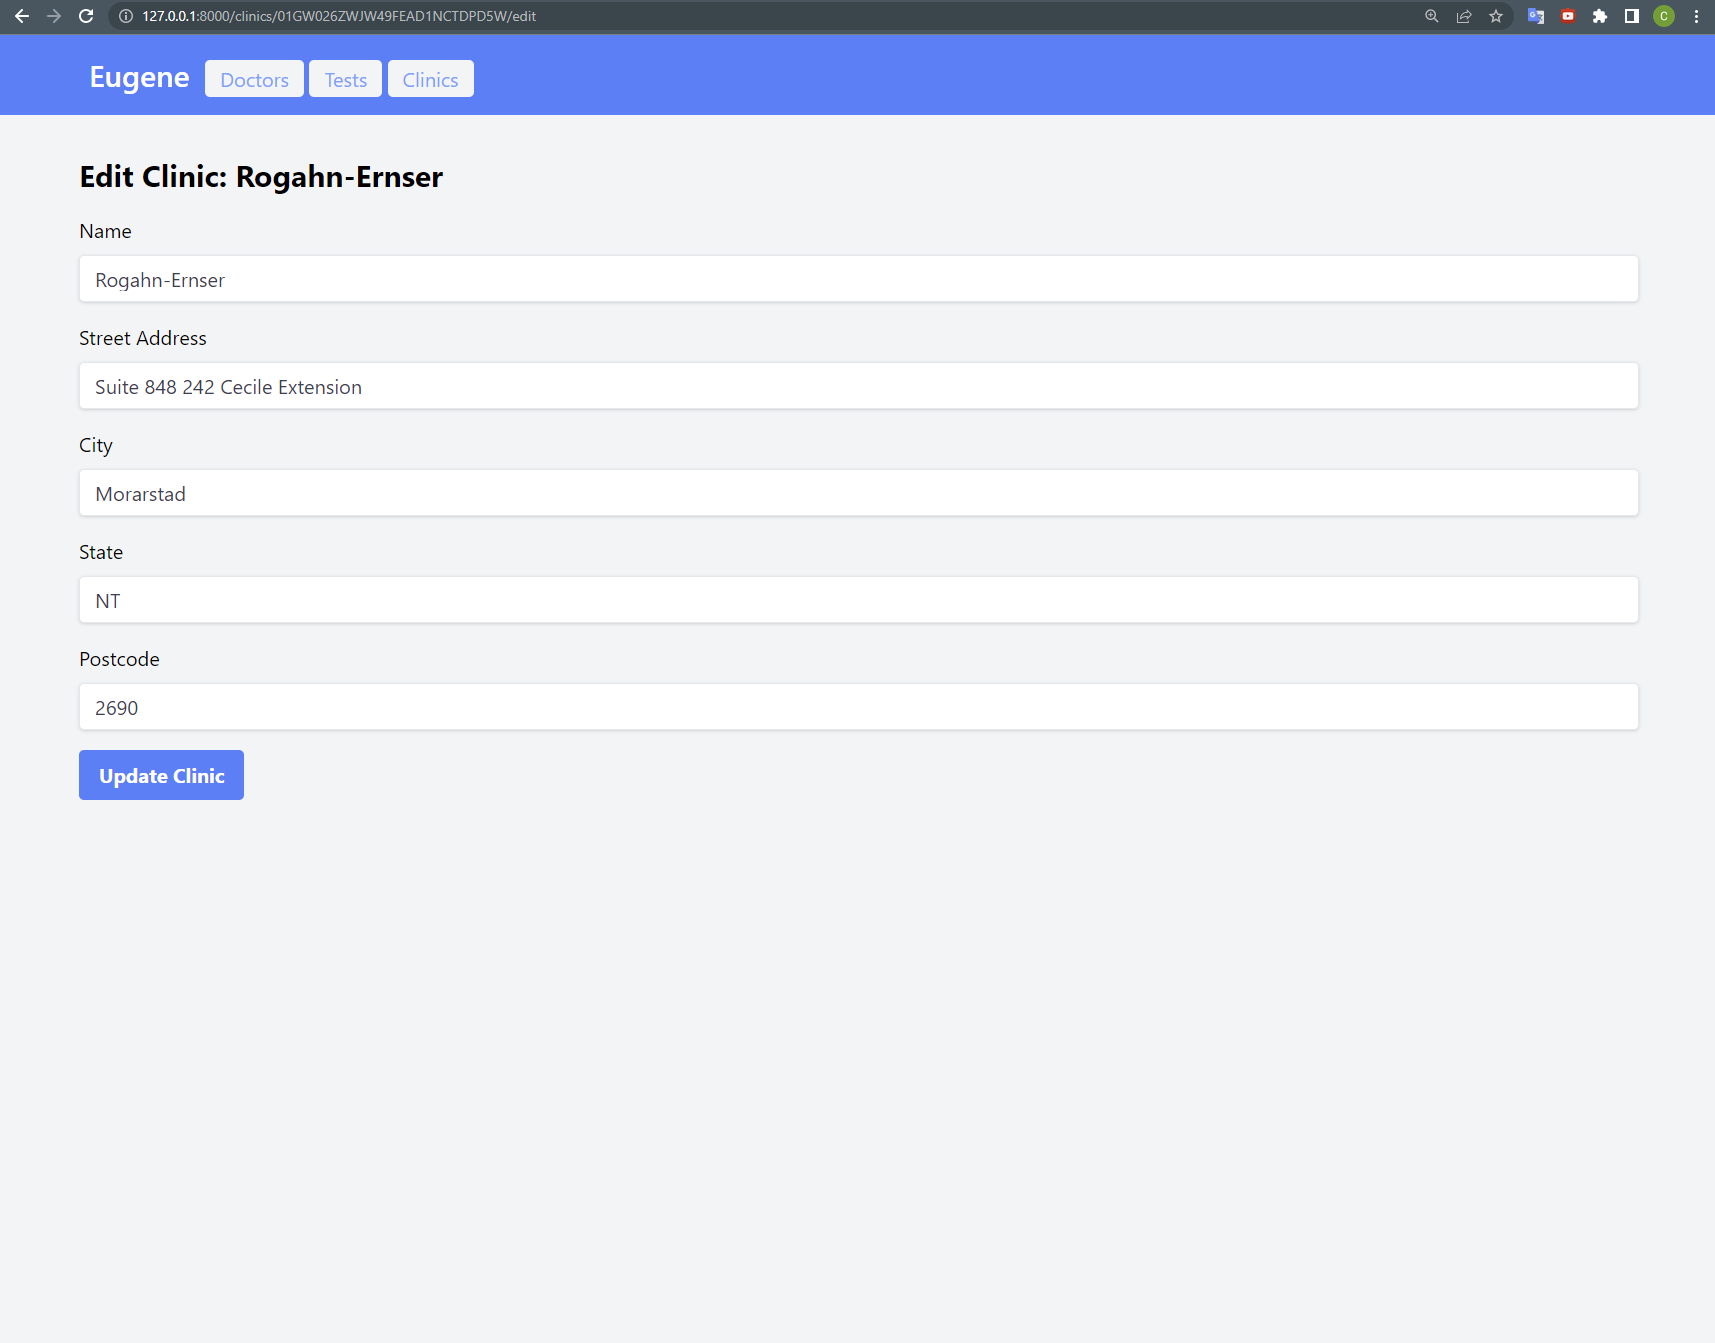 127.0.0.1:8000/clinics/01GW026ZWJW49FEAD1NCTDPD5W/edit
C
Eugene Doctors Tests Clinics
Edit Clinic: Rogahn-Ernser
Name
Rogahn-Ernser
Street Address
Suite 848 242 Cecile Extension
City
Morarstad
State
NT
Postcode
2690
Update Clinic